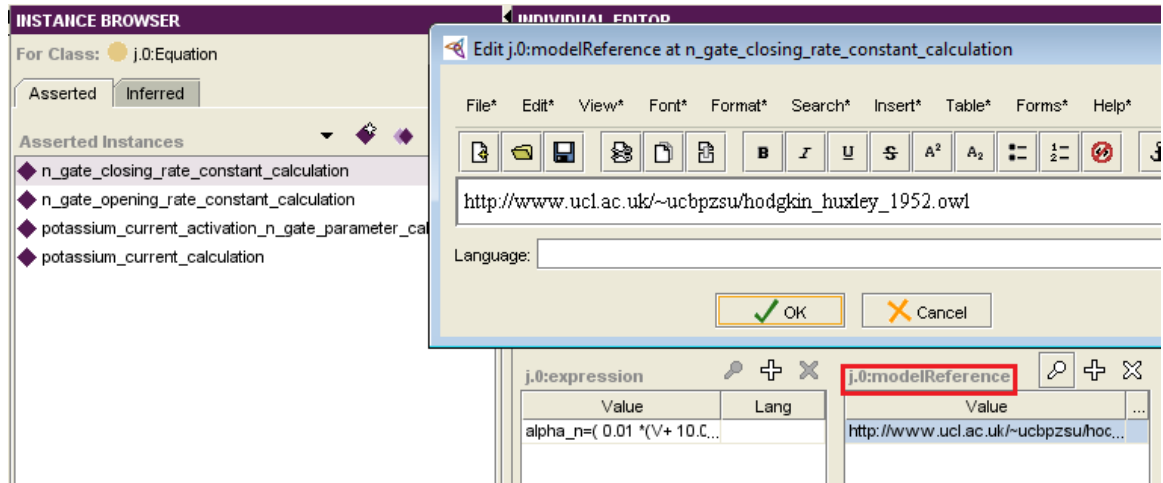 INSTANCE BROWSER
INDIVIDUAL EDITOR
For Class: j.0:Equation
Asserted Inferred
Asserted Instances
n_gate_closing_rate_constant_calculation
n_gate_opening_rate_constant_calculation
potassium_current_activation_n_gate_parameter_cal
potassium_current_calculation
Edit j.0:modelReference at n_gate_closing_rate_constant_calculation
File* Edit* View* Font* Format* Search* Insert* Table* Forms* Help*
B I U S A² A₂
http://www.ucl.ac.uk/~ucbpzsu/hodgkin_huxley_1952.owl
Language:
OK Cancel
j.0:expression j.0:modelReference
Value Lang Value ...
alpha_n=( 0.01 *(V+ 10.0... http://www.ucl.ac.uk/~ucbpzsu/hoc...